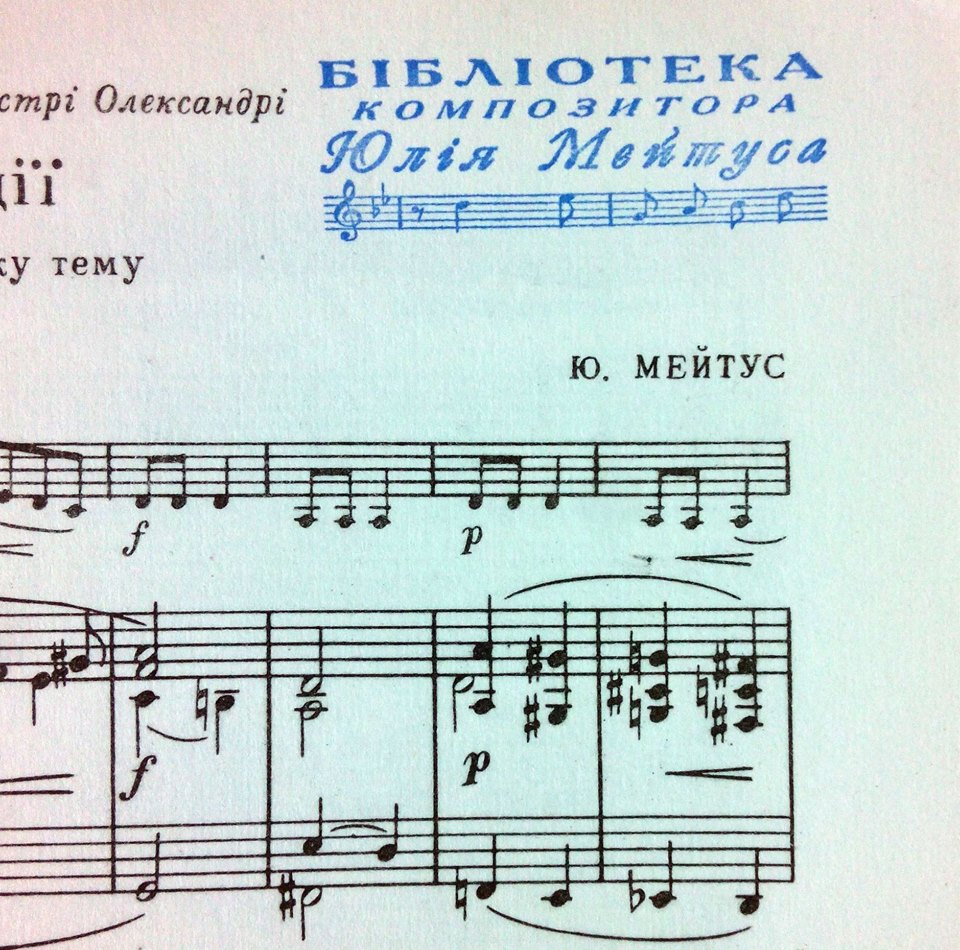 БІБЛІОТЕКА
КОМПОЗИТОРА
Юлія Мейтуса
стрі Олександрі
ції
ку тему
Ю. МЕЙТУС
f
p
f
p